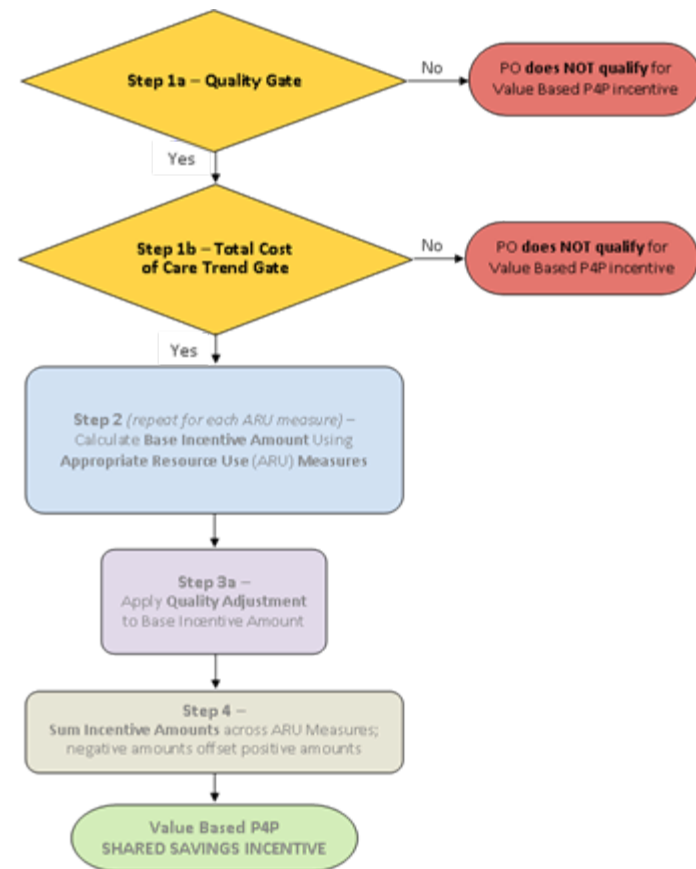 Step 1a – Quality Gate
No
PO does NOT qualify for
Value Based P4P incentive
Yes
Step 1b – Total Cost
of Care Trend Gate
No
PO does NOT qualify for
Value Based P4P incentive
Yes
Step 2 (repeat for each ARU measure) –
Calculate Base Incentive Amount Using
Appropriate Resource Use (ARU) Measures
Step 3a –
Apply Quality Adjustment
to Base Incentive Amount
Step 4 –
Sum Incentive Amounts across ARU Measures;
negative amounts offset positive amounts
Value Based P4P
SHARED SAVINGS INCENTIVE